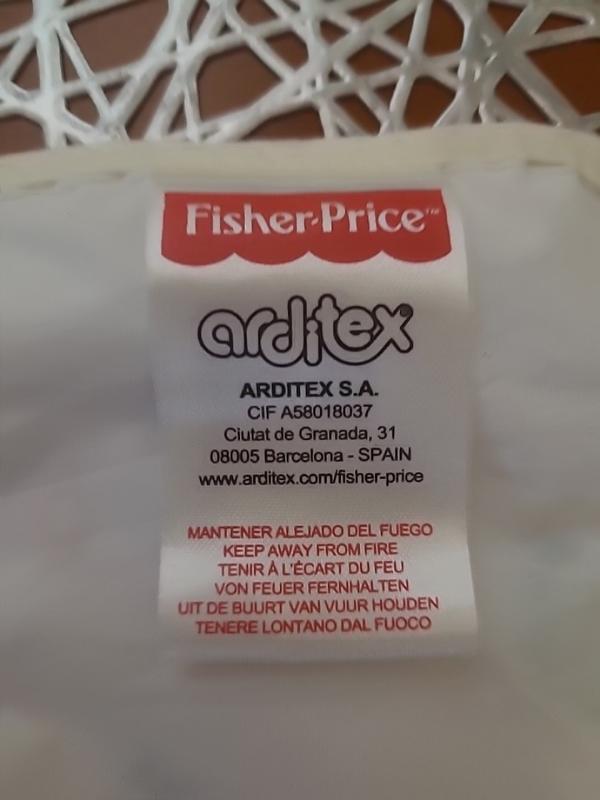 Fisher-Price™
arditex®
ARDITEX S.A.
CIF A58018037
Ciutat de Granada, 31
08005 Barcelona - SPAIN
www.arditex.com/fisher-price
MANTENER ALEJADO DEL FUEGO
KEEP AWAY FROM FIRE
TENIR À L'ÉCART DU FEU
VON FEUER FERNHALTEN
UIT DE BUURT VAN VUUR HOUDEN
TENERE LONTANO DAL FUOCO